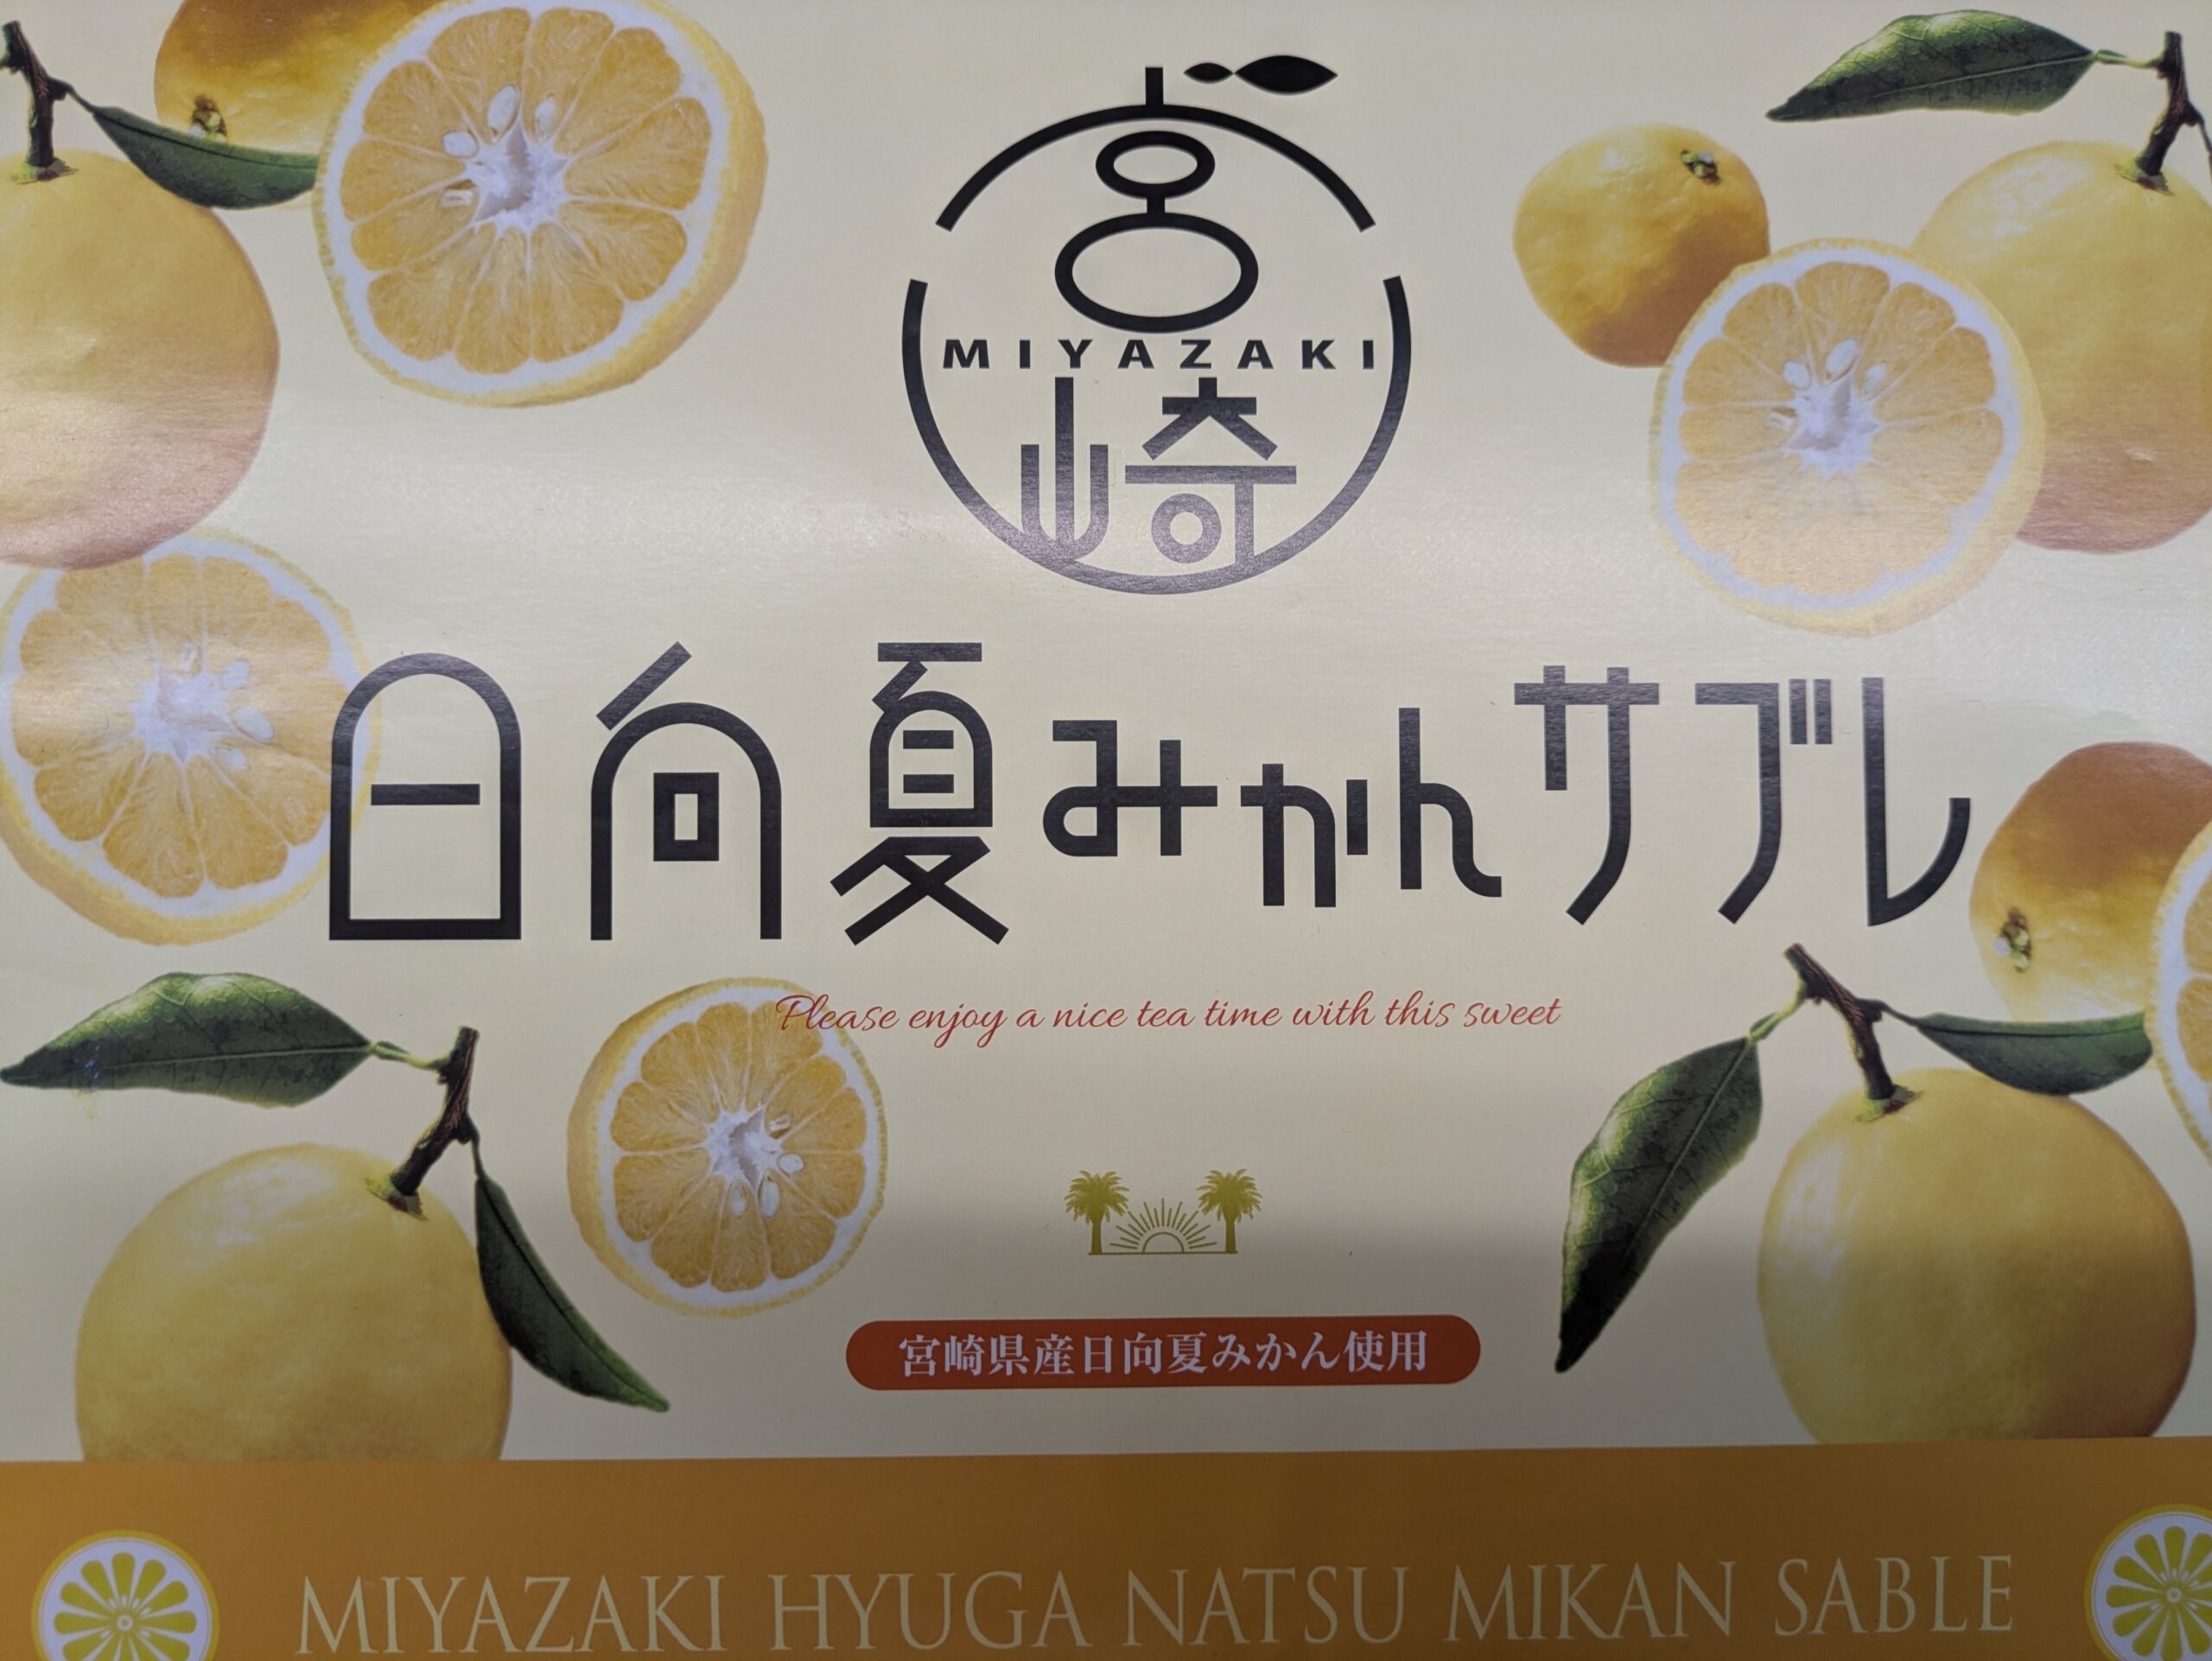 宮
MIYAZAKI
崎
日向夏みかんサブレ
Please enjoy a nice tea time with this sweet
宮崎県産日向夏みかん使用
MIYAZAKI HYUGA NATSU MIKAN SABLE